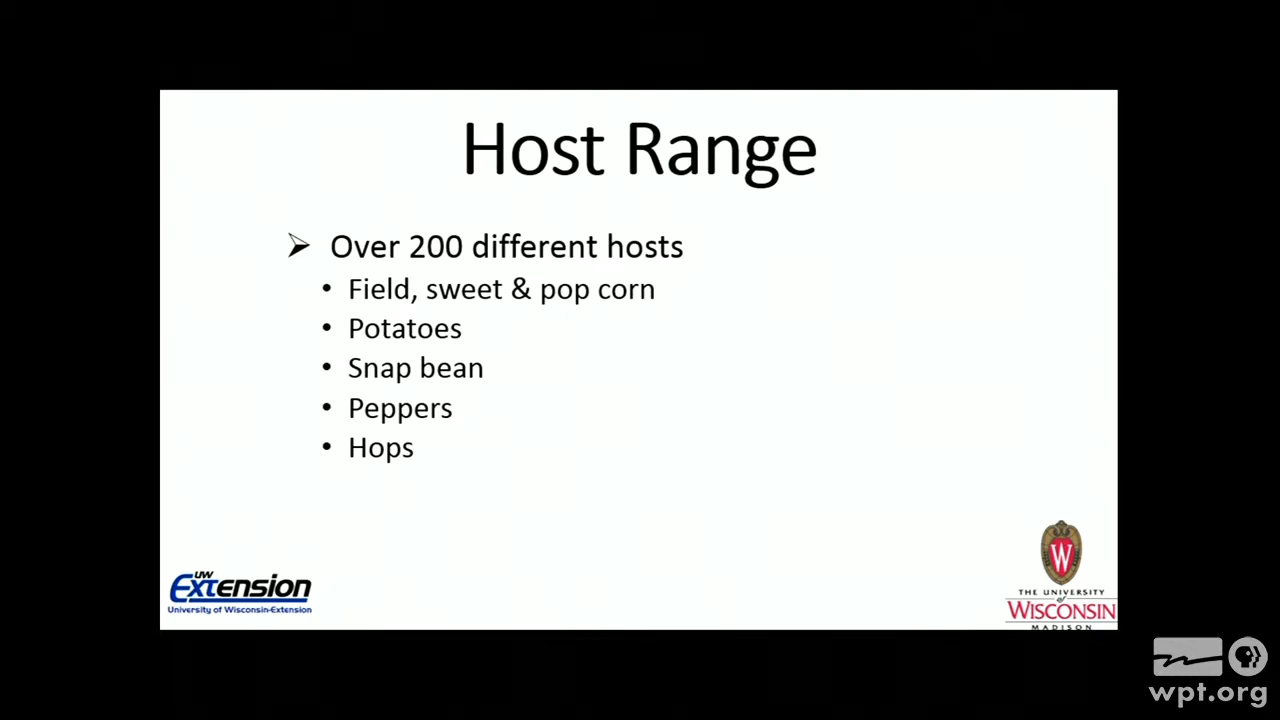 Host Range
➢ Over 200 different hosts
• Field, sweet & pop corn
• Potatoes
• Snap bean
• Peppers
• Hops
UW
Extension
University of Wisconsin-Extension
W
THE UNIVERSITY
of
WISCONSIN
MADISON
wpt.org